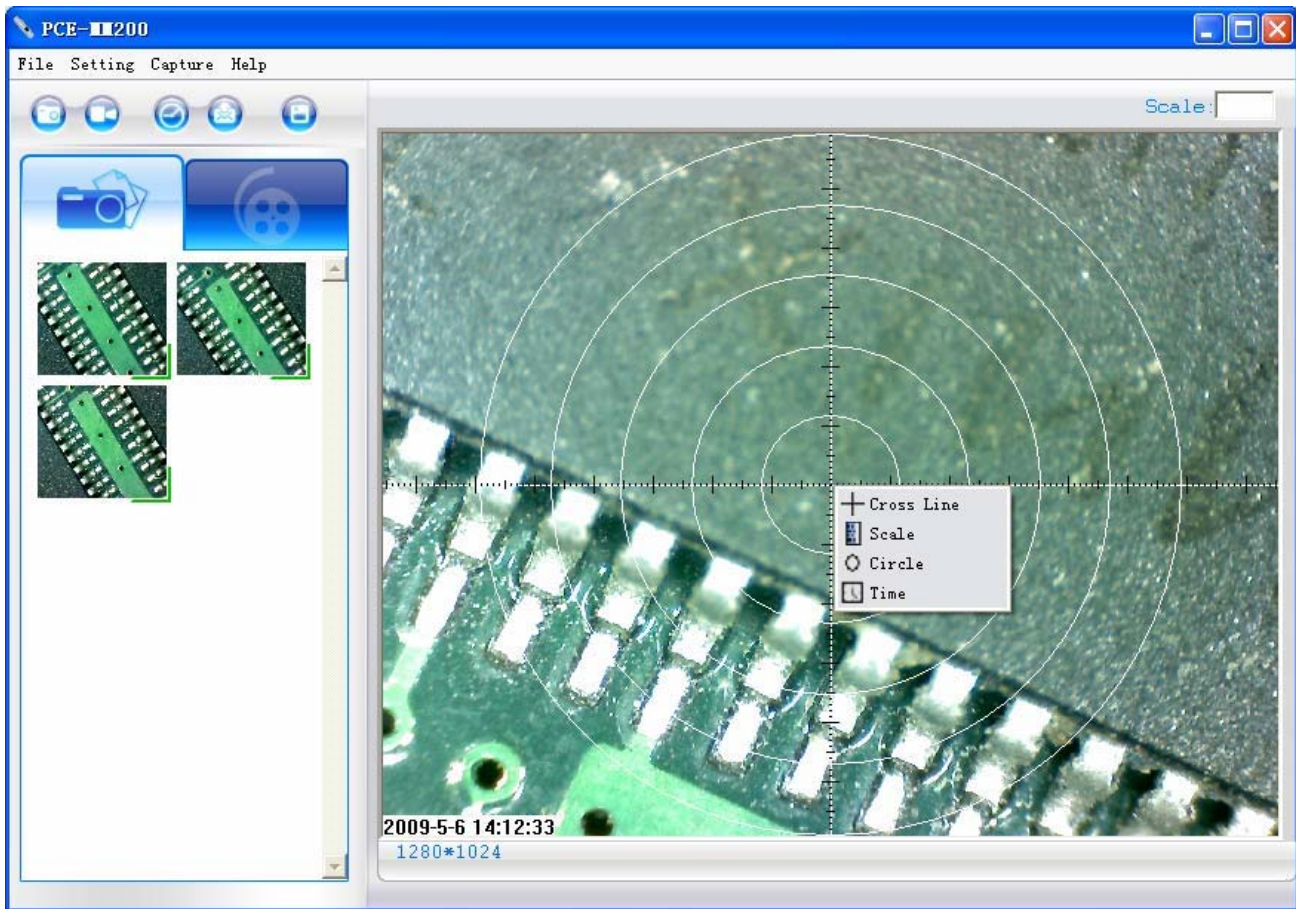 PCE-MM200
File Setting Capture Help
Scale:
Cross Line
Scale
Circle
Time
2009-5-6 14:12:33
1280*1024